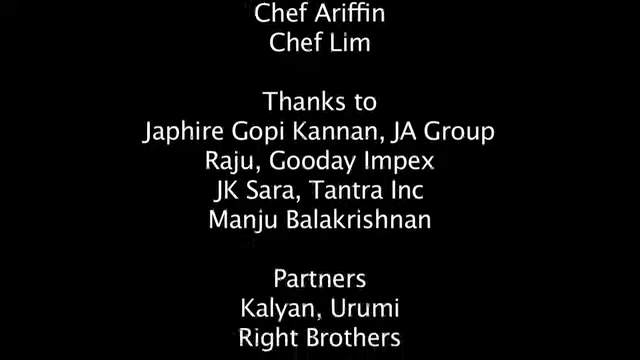 Chef Ariffin
Chef Lim
Thanks to
Japhire Gopi Kannan, JA Group
Raju, Gooday Impex
JK Sara, Tantra Inc
Manju Balakrishnan
Partners
Kalyan, Urumi
Right Brothers